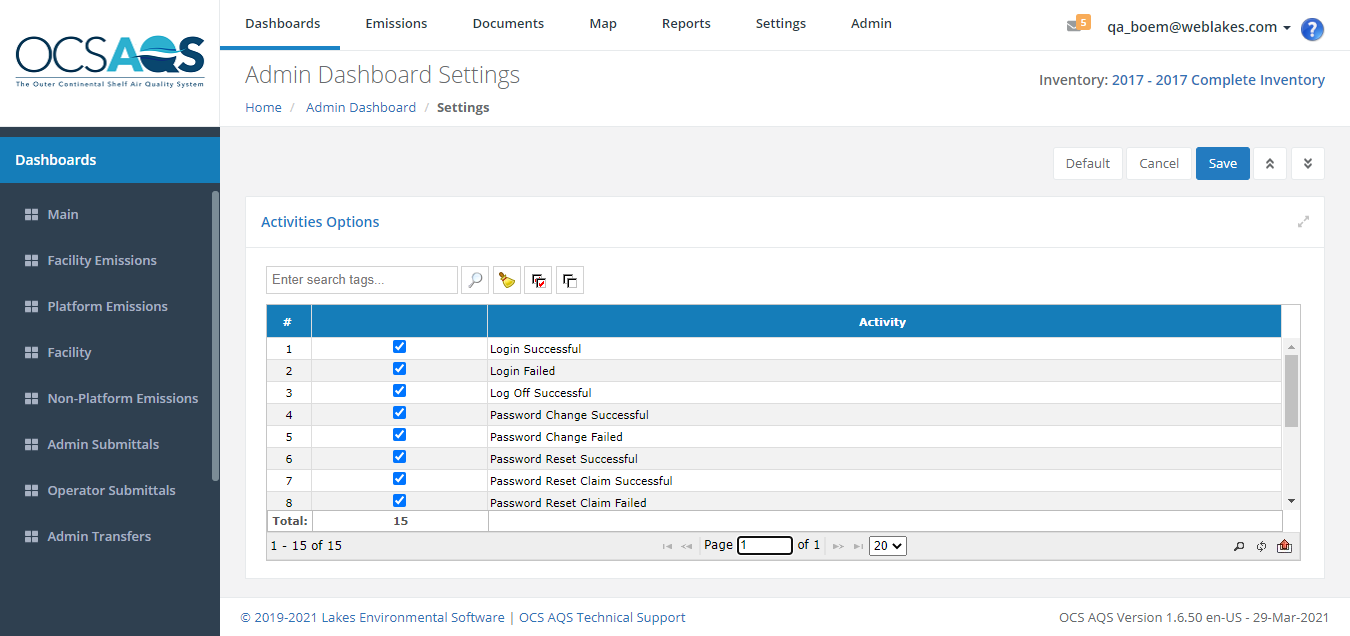 OCSAQS
The Outer Continental Shelf Air Quality System
Dashboards Emissions Documents Map Reports Settings Admin
5 qa_boem@weblakes.com ?
Admin Dashboard Settings
Inventory: 2017 - 2017 Complete Inventory
Home / Admin Dashboard / Settings
Dashboards
Main
Facility Emissions
Platform Emissions
Facility
Non-Platform Emissions
Admin Submittals
Operator Submittals
Admin Transfers
Default Cancel Save
Activities Options
Enter search tags...
# Activity
1 Login Successful
2 Login Failed
3 Log Off Successful
4 Password Change Successful
5 Password Change Failed
6 Password Reset Successful
7 Password Reset Claim Successful
8 Password Reset Claim Failed
Total: 15
1 - 15 of 15 Page 1 of 1 20
© 2019-2021 Lakes Environmental Software | OCS AQS Technical Support
OCS AQS Version 1.6.50 en-US - 29-Mar-2021